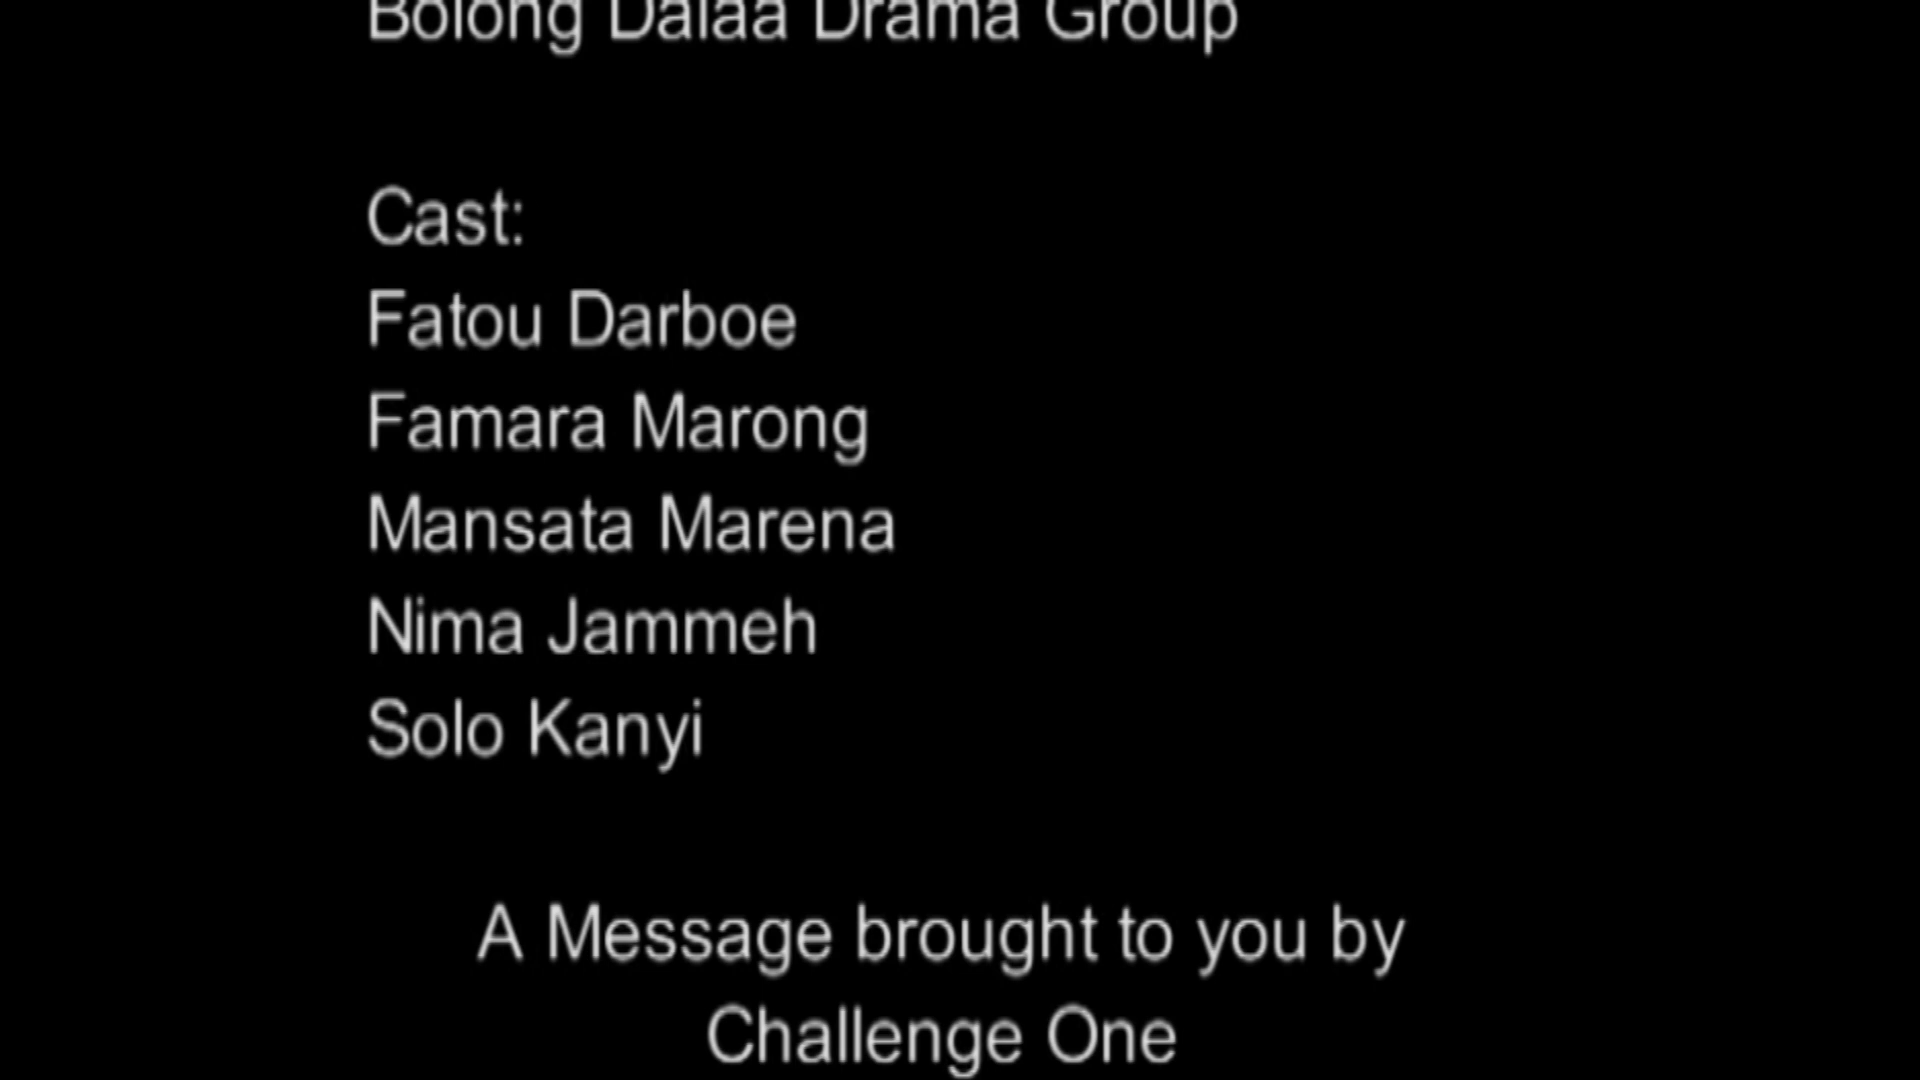 Bolong Dalaa Drama Group
Cast:
Fatou Darboe
Famara Marong
Mansata Marena
Nima Jammeh
Solo Kanyi
A Message brought to you by
Challenge One